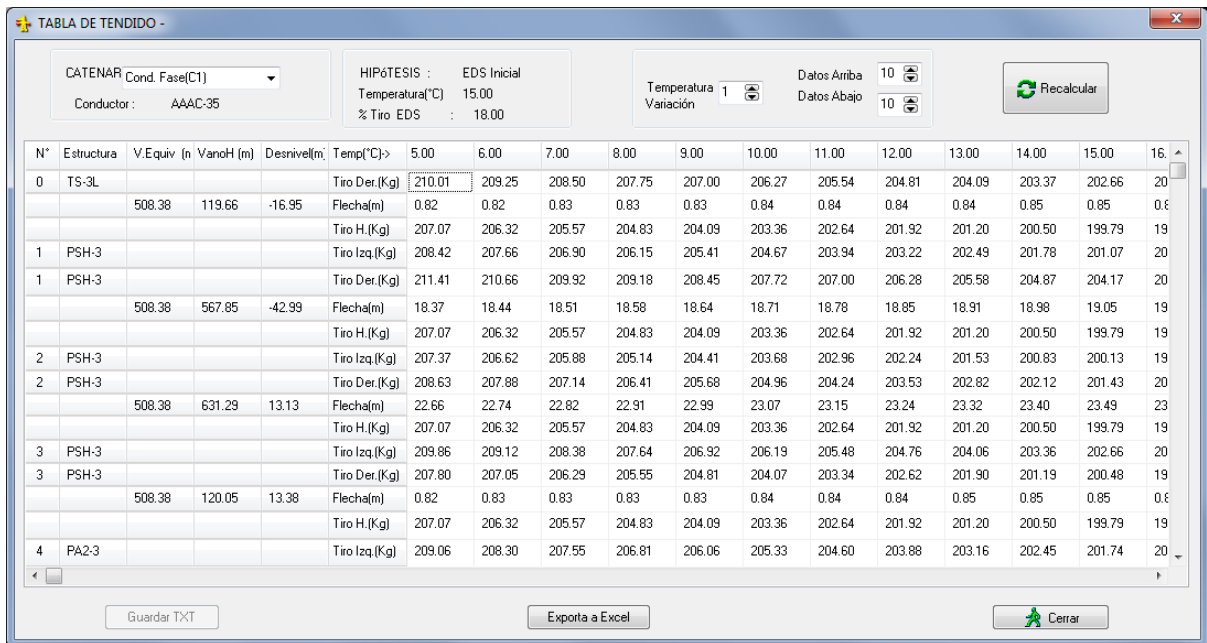 TABLA DE TENDIDO -
CATENAR Cond. Fase(C1)
Conductor : AAAC-35
HIPóTESIS : EDS Inicial
Temperatura(°C) 15.00
% Tiro EDS : 18.00
Temperatura Variación 1
Datos Arriba 10
Datos Abajo 10
Recalcular
N° Estructura V.Equiv (n VanoH (m) Desnivel(m) Temp(°C)-> 5.00 6.00 7.00 8.00 9.00 10.00 11.00 12.00 13.00 14.00 15.00 16.
0 TS-3L Tiro Der.(Kg) 210.01 209.25 208.50 207.75 207.00 206.27 205.54 204.81 204.09 203.37 202.66 20
508.38 119.66 -16.95 Flecha(m) 0.82 0.82 0.83 0.83 0.83 0.84 0.84 0.84 0.84 0.85 0.85 0.8
Tiro H.(Kg) 207.07 206.32 205.57 204.83 204.09 203.36 202.64 201.92 201.20 200.50 199.79 19
1 PSH-3 Tiro Izq.(Kg) 208.42 207.66 206.90 206.15 205.41 204.67 203.94 203.22 202.49 201.78 201.07 20
1 PSH-3 Tiro Der.(Kg) 211.41 210.66 209.92 209.18 208.45 207.72 207.00 206.28 205.58 204.87 204.17 20
508.38 567.85 -42.99 Flecha(m) 18.37 18.44 18.51 18.58 18.64 18.71 18.78 18.85 18.91 18.98 19.05 19
Tiro H.(Kg) 207.07 206.32 205.57 204.83 204.09 203.36 202.64 201.92 201.20 200.50 199.79 19
2 PSH-3 Tiro Izq.(Kg) 207.37 206.62 205.88 205.14 204.41 203.68 202.96 202.24 201.53 200.83 200.13 19
2 PSH-3 Tiro Der.(Kg) 208.63 207.88 207.14 206.41 205.68 204.96 204.24 203.53 202.82 202.12 201.43 20
508.38 631.29 13.13 Flecha(m) 22.66 22.74 22.82 22.91 22.99 23.07 23.15 23.24 23.32 23.40 23.49 23
Tiro H.(Kg) 207.07 206.32 205.57 204.83 204.09 203.36 202.64 201.92 201.20 200.50 199.79 19
3 PSH-3 Tiro Izq.(Kg) 209.86 209.12 208.38 207.64 206.92 206.19 205.48 204.76 204.06 203.36 202.66 20
3 PSH-3 Tiro Der.(Kg) 207.80 207.05 206.29 205.55 204.81 204.07 203.34 202.62 201.90 201.19 200.48 19
508.38 120.05 13.38 Flecha(m) 0.82 0.83 0.83 0.83 0.83 0.84 0.84 0.84 0.85 0.85 0.85 0.8
Tiro H.(Kg) 207.07 206.32 205.57 204.83 204.09 203.36 202.64 201.92 201.20 200.50 199.79 19
4 PA2-3 Tiro Izq.(Kg) 209.06 208.30 207.55 206.81 206.06 205.33 204.60 203.88 203.16 202.45 201.74 20
Guardar TXT
Exporta a Excel
Cerrar